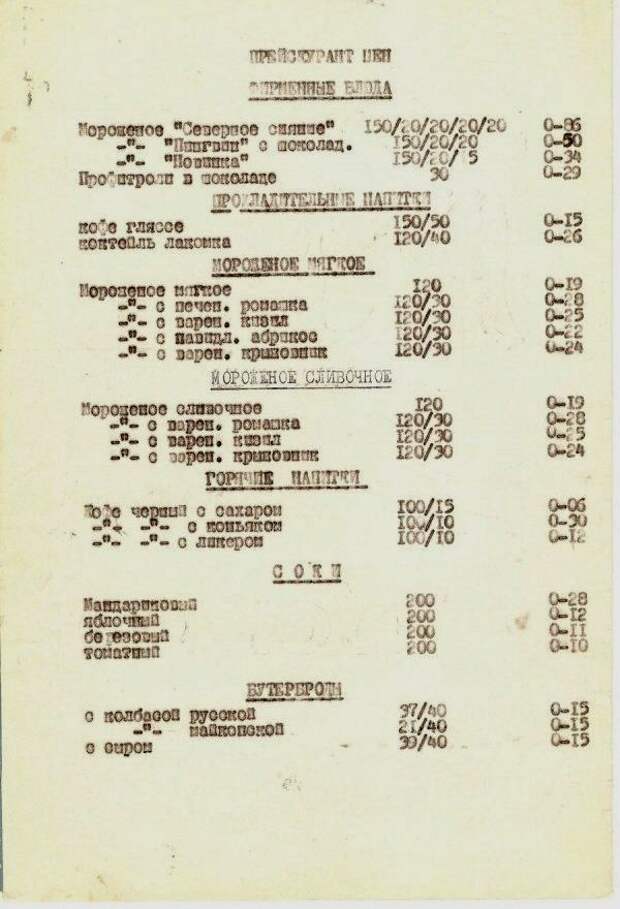 ПРЕЙСКУРАНТ ЦЕН
ФИРМЕННЫЕ БЛЮДА
Мороженое "Северное сияние" 150/20/20/20/20 0-86
-"- "Пингвин" с шоколад. 150/20/20 0-50
-"- "Новинка" 150/20/ 5 0-34
Профитроли в шоколаде 30 0-29
ПРОХЛАДИТЕЛЬНЫЕ НАПИТКИ
кофе гляссе 150/50 0-15
коктейль лакомка 120/40 0-26
МОРОЖЕНОЕ МЯГКОЕ
Мороженое мягкое 120 0-19
-"- с печен. ромашка 120/30 0-28
-"- с варен. кизил 120/30 0-25
-"- с павидл. абрикос 120/30 0-22
-"- с варен. крыжовник 120/30 0-24
МОРОЖЕНОЕ СЛИВОЧНОЕ
Мороженое сливочное 120 0-19
-"- с варен. ромашка 120/30 0-28
-"- с варен. кизил 120/30 0-25
-"- с варен. крыжовник 120/30 0-24
ГОРЯЧИЕ НАПИТКИ
Кофе черный с сахаром 100/15 0-06
-"- -"- с коньяком 100/10 0-30
-"- -"- с ликером 100/10 0-12
С О К И
Мандариновый 200 0-28
яблочный 200 0-12
березовый 200 0-11
томатный 200 0-10
БУТЕРБРОТЫ
с колбасой русской 37/40 0-15
-"- майкопской 21/40 0-15
с сыром 39/40 0-15